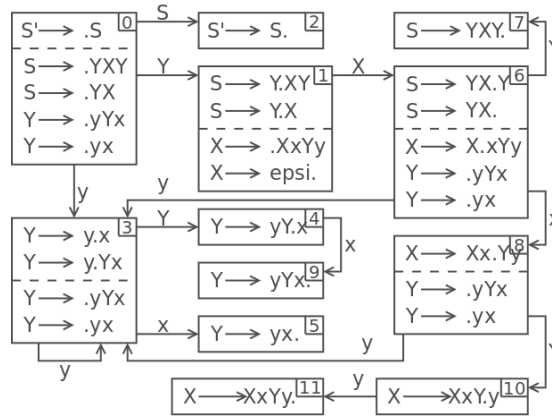 S' → .S 0
S → .YXY
S → .YX
Y → .yYx
Y → .yx
S
S' → S. 2
Y
S → Y.XY 1
S → Y.X
X → .XxYy
X → epsi.
X
S → YXY. 7
Y
S → YX.Y 6
S → YX.
X → X.xYy
Y → .yYx
Y → .yx
y
y
Y → y.x 3
Y → y.Yx
Y → .yYx
Y → .yx
y
Y
Y → yY.x 4
x
Y → yYx. 9
x
Y → yx. 5
x
X → Xx.Yy 8
Y → .yYx
Y → .yx
y
Y
X → XxYy. 11
y
X → XxY.y 10